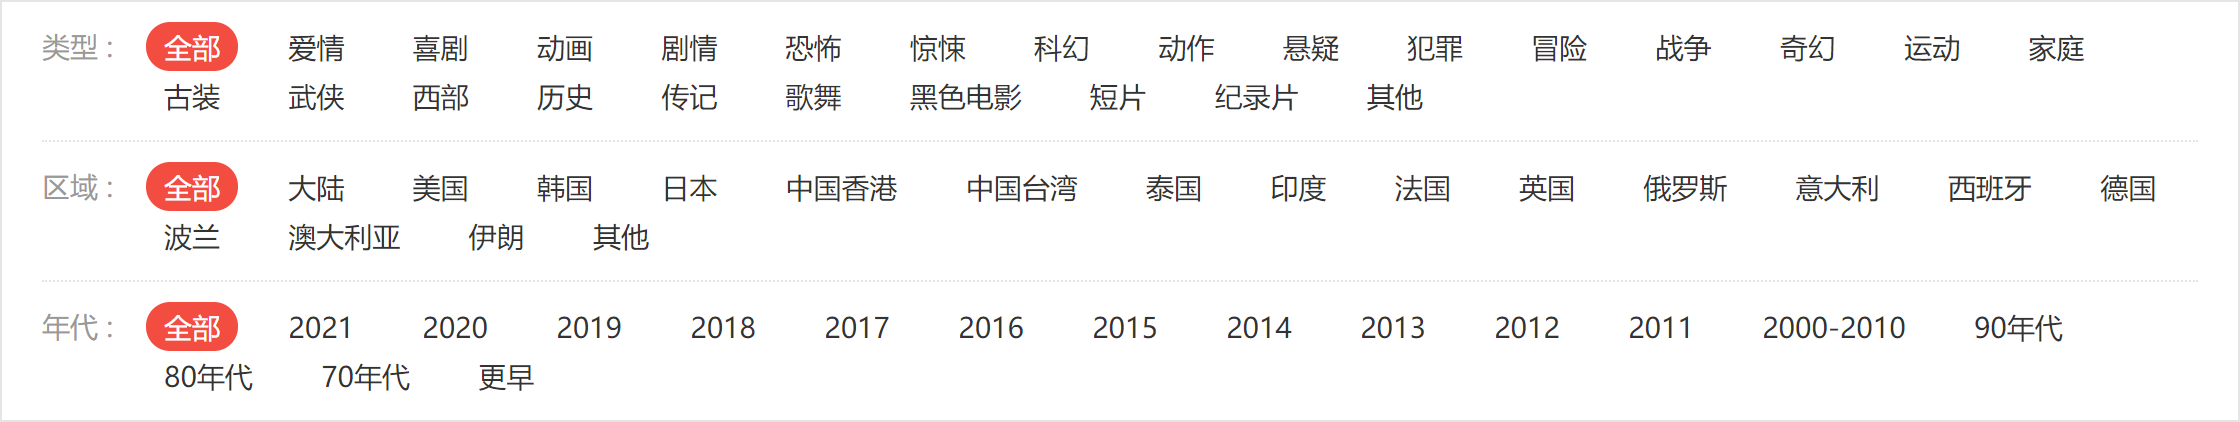 类型 : 全部 爱情 喜剧 动画 剧情 恐怖 惊悚 科幻 动作 悬疑 犯罪 冒险 战争 奇幻 运动 家庭
古装 武侠 西部 历史 传记 歌舞 黑色电影 短片 纪录片 其他
区域 : 全部 大陆 美国 韩国 日本 中国香港 中国台湾 泰国 印度 法国 英国 俄罗斯 意大利 西班牙 德国
波兰 澳大利亚 伊朗 其他
年代 : 全部 2021 2020 2019 2018 2017 2016 2015 2014 2013 2012 2011 2000-2010 90年代
80年代 70年代 更早